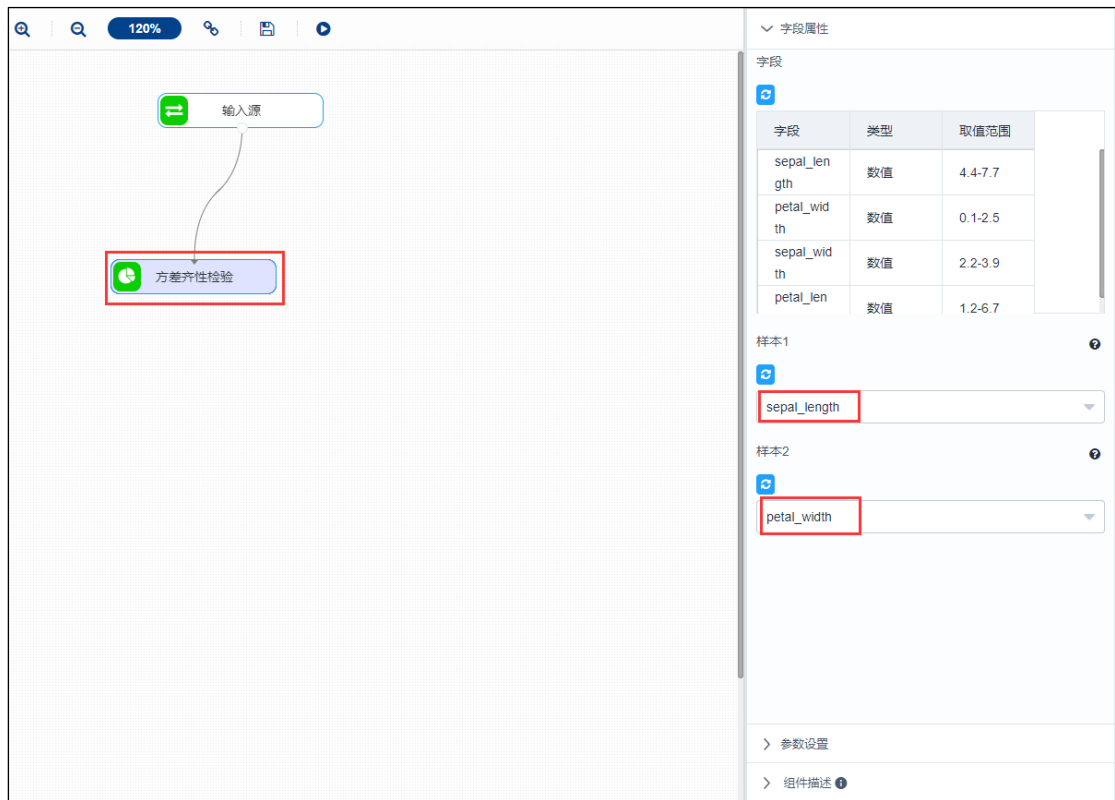 120%
输入源
方差齐性检验
字段属性
字段
字段 类型 取值范围
sepal_len
gth
数值 4.4-7.7
petal_wid
th
数值 0.1-2.5
sepal_wid
th
数值 2.2-3.9
petal_len
数值 1.2-6.7
样本1
sepal_length
样本2
petal_width
参数设置
组件描述